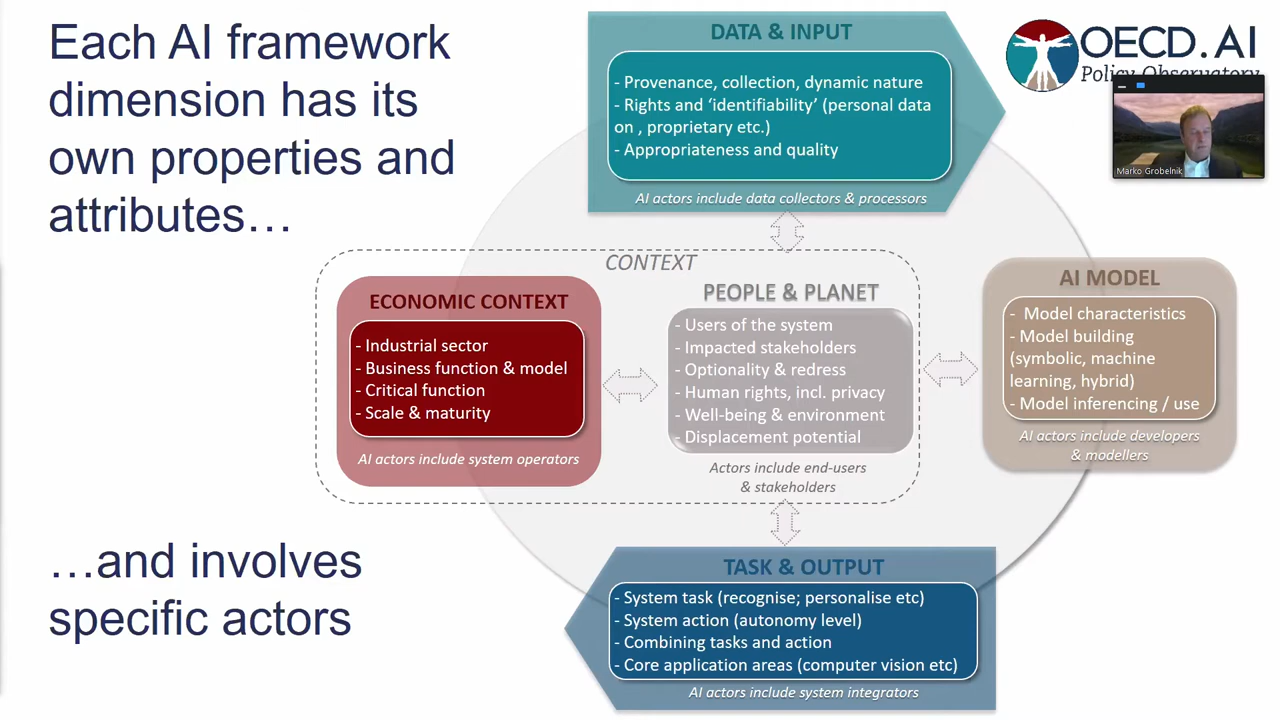 Each AI framework
dimension has its
own properties and
attributes…
…and involves
specific actors
DATA & INPUT
- Provenance, collection, dynamic nature
- Rights and ‘identifiability’ (personal data
on , proprietary etc.)
- Appropriateness and quality
AI actors include data collectors & processors
OECD.AI
Policy Observatory
Marko Grobelnik
CONTEXT
ECONOMIC CONTEXT
- Industrial sector
- Business function & model
- Critical function
- Scale & maturity
AI actors include system operators
PEOPLE & PLANET
- Users of the system
- Impacted stakeholders
- Optionality & redress
- Human rights, incl. privacy
- Well-being & environment
- Displacement potential
Actors include end-users
& stakeholders
AI MODEL
- Model characteristics
- Model building
(symbolic, machine
learning, hybrid)
- Model inferencing / use
AI actors include developers
& modellers
TASK & OUTPUT
- System task (recognise; personalise etc)
- System action (autonomy level)
- Combining tasks and action
- Core application areas (computer vision etc)
AI actors include system integrators